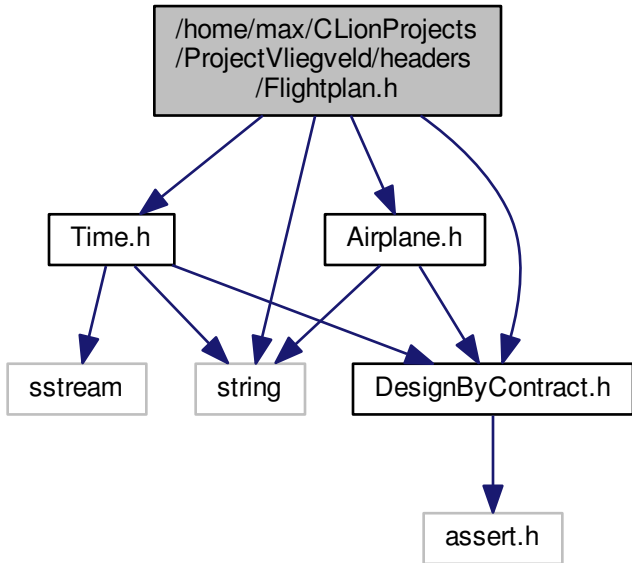 /home/max/CLionProjects
/ProjectVliegveld/headers
/Flightplan.h
Time.h
Airplane.h
sstream
string
DesignByContract.h
assert.h